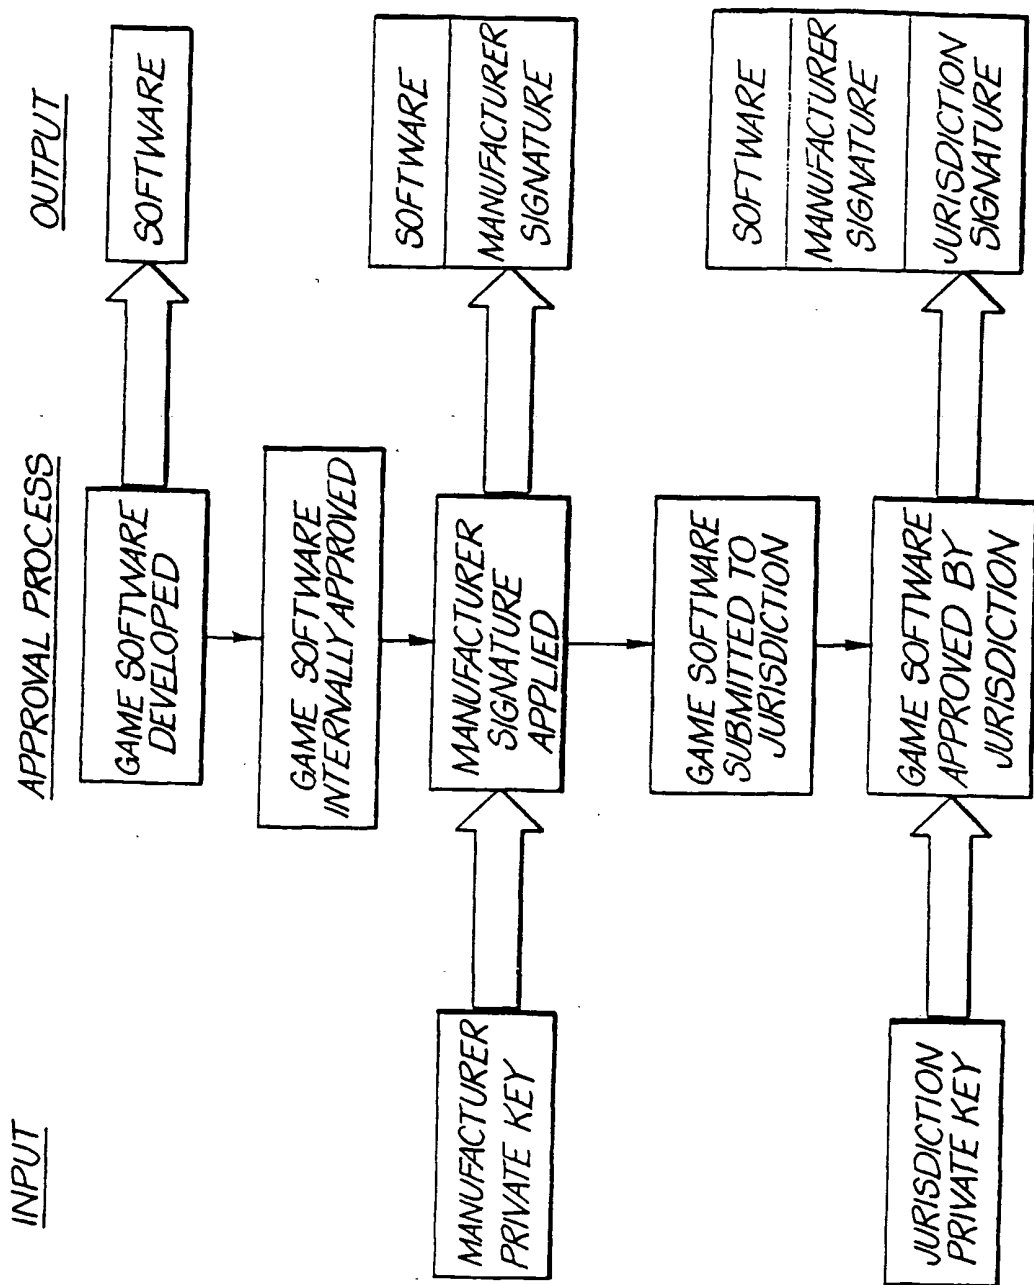 INPUT
APPROVAL PROCESS
OUTPUT
GAME SOFTWARE
DEVELOPED
SOFTWARE
GAME SOFTWARE
INTERNALLY APPROVED
MANUFACTURER
PRIVATE KEY
MANUFACTURER
SIGNATURE
APPLIED
SOFTWARE
MANUFACTURER
SIGNATURE
GAME SOFTWARE
SUBMITTED TO
JURISDICTION
JURISDICTION
PRIVATE KEY
GAME SOFTWARE
APPROVED BY
JURISDICTION
SOFTWARE
MANUFACTURER
SIGNATURE
JURISDICTION
SIGNATURE